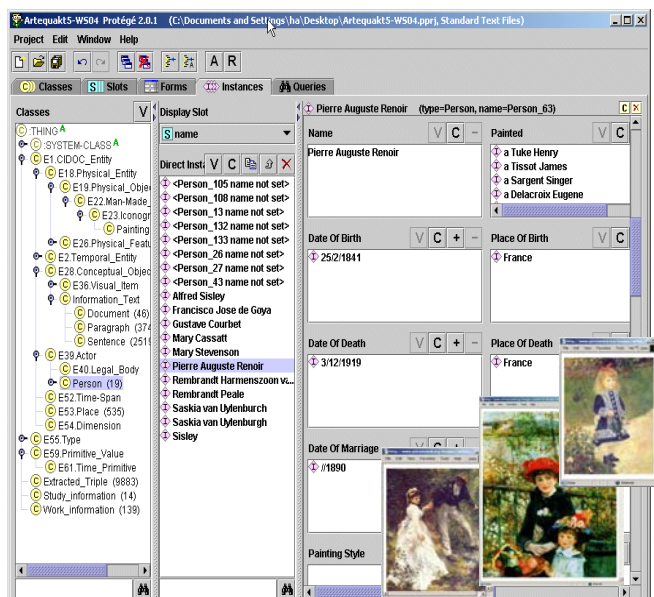 Artequakt5-WS04 Protégé 2.0.1 (C:\Documents and Settings\ha\Desktop\Artequakt5-WS04.pprj, Standard Text Files)
Project Edit Window Help
A R
C Classes S Slots Forms Instances Queries
Classes V
C :THING A
C :SYSTEM-CLASS A
C E1.CIDOC_Entity
C E18.Physical_Entity
C E19.Physical_Obje
C E22.Man-Made_
C E23.Iconogr
C Painting
C E26.Physical_Featu
C E2.Temporal_Entity
C E28.Conceptual_Objec
C E36.Visual_Item
C Information_Text
C Document (46)
C Paragraph (374
C Sentence (2519
C E39.Actor
C E40.Legal_Body
C Person (19)
C E52.Time-Span
C E53.Place (535)
C E54.Dimension
C E55.Type
C E59.Primitive_Value
C E61.Time_Primitive
C Extracted_Triple (9883)
C Study_information (14)
C Work_information (139)
Display Slot
S name
Direct Insta V C
<Person_105 name not set>
<Person_108 name not set>
<Person_13 name not set>
<Person_132 name not set>
<Person_133 name not set>
<Person_26 name not set>
<Person_27 name not set>
<Person_43 name not set>
Alfred Sisley
Francisco Jose de Goya
Gustave Courbet
Mary Cassatt
Mary Stevenson
Pierre Auguste Renoir
Rembrandt Harmenszoon v...
Rembrandt Peale
Saskia van Uylenburch
Saskia van Uylenburgh
Sisley
Pierre Auguste Renoir (type=Person, name=Person_63) C
Name V C -
Pierre Auguste Renoir
Painted V C
a Tuke Henry
a Tissot James
a Sargent Singer
a Delacroix Eugene
Date Of Birth V C + -
25/2/1841
Place Of Birth V C
France
Date Of Death V C + -
3/12/1919
Place Of Death V C
France
Date Of Marriage
//1890
Painting Style